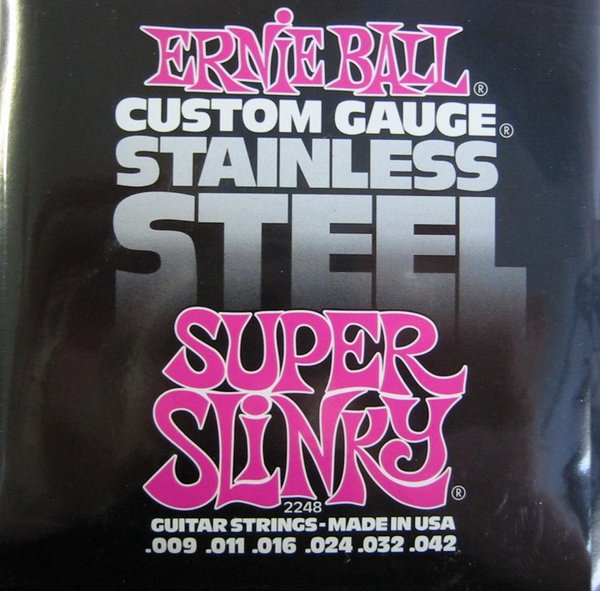 ERNIE BALL®
CUSTOM GAUGE®
STAINLESS
STEEL
SUPER
SLINKY®
2248
GUITAR STRINGS - MADE IN USA
.009 .011 .016 .024 .032 .042